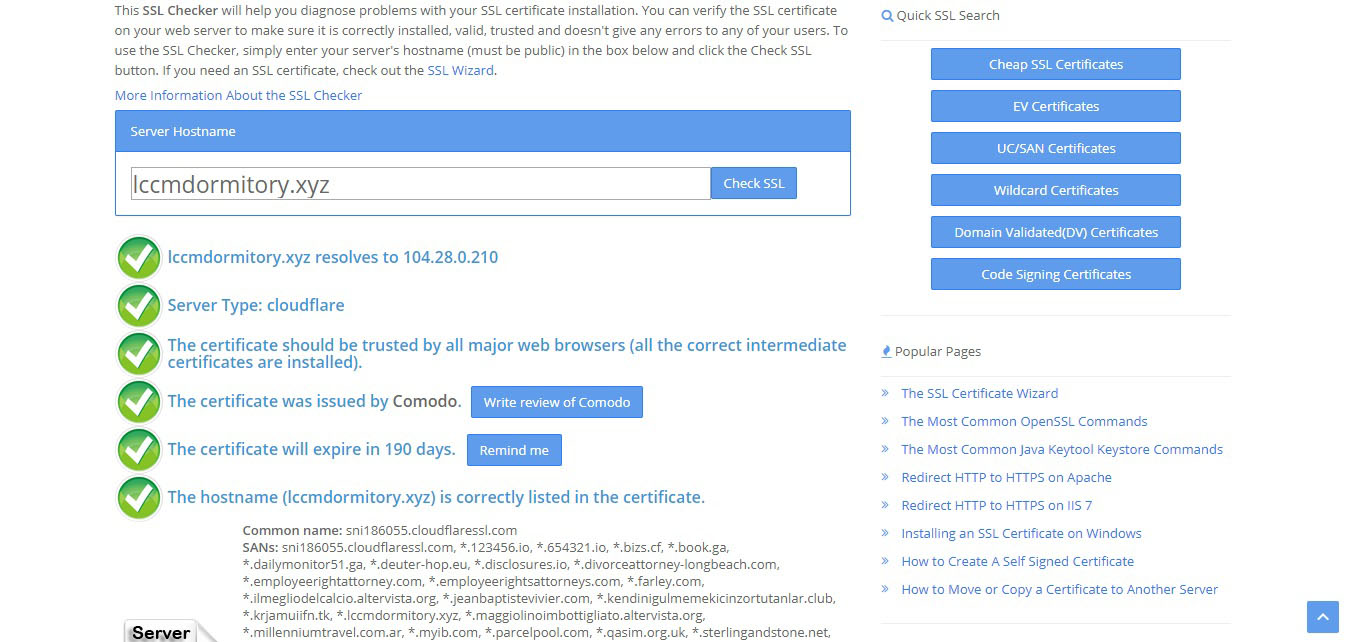 This SSL Checker will help you diagnose problems with your SSL certificate installation. You can verify the SSL certificate
on your web server to make sure it is correctly installed, valid, trusted and doesn't give any errors to any of your users. To
use the SSL Checker, simply enter your server's hostname (must be public) in the box below and click the Check SSL
button. If you need an SSL certificate, check out the SSL Wizard.
More Information About the SSL Checker
Server Hostname
lccmdormitory.xyz
Check SSL
lccmdormitory.xyz resolves to 104.28.0.210
Server Type: cloudflare
The certificate should be trusted by all major web browsers (all the correct intermediate
certificates are installed).
The certificate was issued by Comodo.
Write review of Comodo
The certificate will expire in 190 days.
Remind me
The hostname (lccmdormitory.xyz) is correctly listed in the certificate.
Common name: sni186055.cloudflaressl.com
SANs: sni186055.cloudflaressl.com, *.123456.io, *.654321.io, *.bizs.cf, *.book.ga,
*.dailymonitor51.ga, *.deuter-hop.eu, *.disclosures.io, *.divorceattorney-longbeach.com,
*.employeerightattorney.com, *.employeerightsattorneys.com, *.farley.com,
*.ilmegliodelcalcio.altervista.org, *.jeanbaptistevivier.com, *.kendinigulmemekicinzortutanlar.club,
*.krjamuiifn.tk, *.lccmdormitory.xyz, *.maggiolinoimbottigliato.altervista.org,
*.millenniumtravel.com.ar, *.myib.com, *.parcelpool.com, *.qasim.org.uk, *.sterlingandstone.net,
Server
Quick SSL Search
Cheap SSL Certificates
EV Certificates
UC/SAN Certificates
Wildcard Certificates
Domain Validated(DV) Certificates
Code Signing Certificates
Popular Pages
The SSL Certificate Wizard
The Most Common OpenSSL Commands
The Most Common Java Keytool Keystore Commands
Redirect HTTP to HTTPS on Apache
Redirect HTTP to HTTPS on IIS 7
Installing an SSL Certificate on Windows
How to Create A Self Signed Certificate
How to Move or Copy a Certificate to Another Server